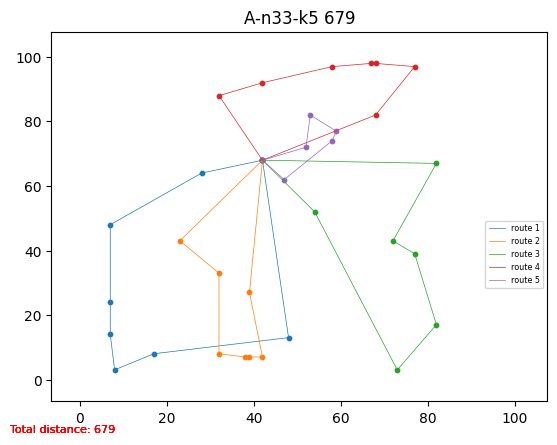 A-n33-k5 679
100
80
60
40
20
0
0 20 40 60 80 100
route 1
route 2
route 3
route 4
route 5
Total distance: 679